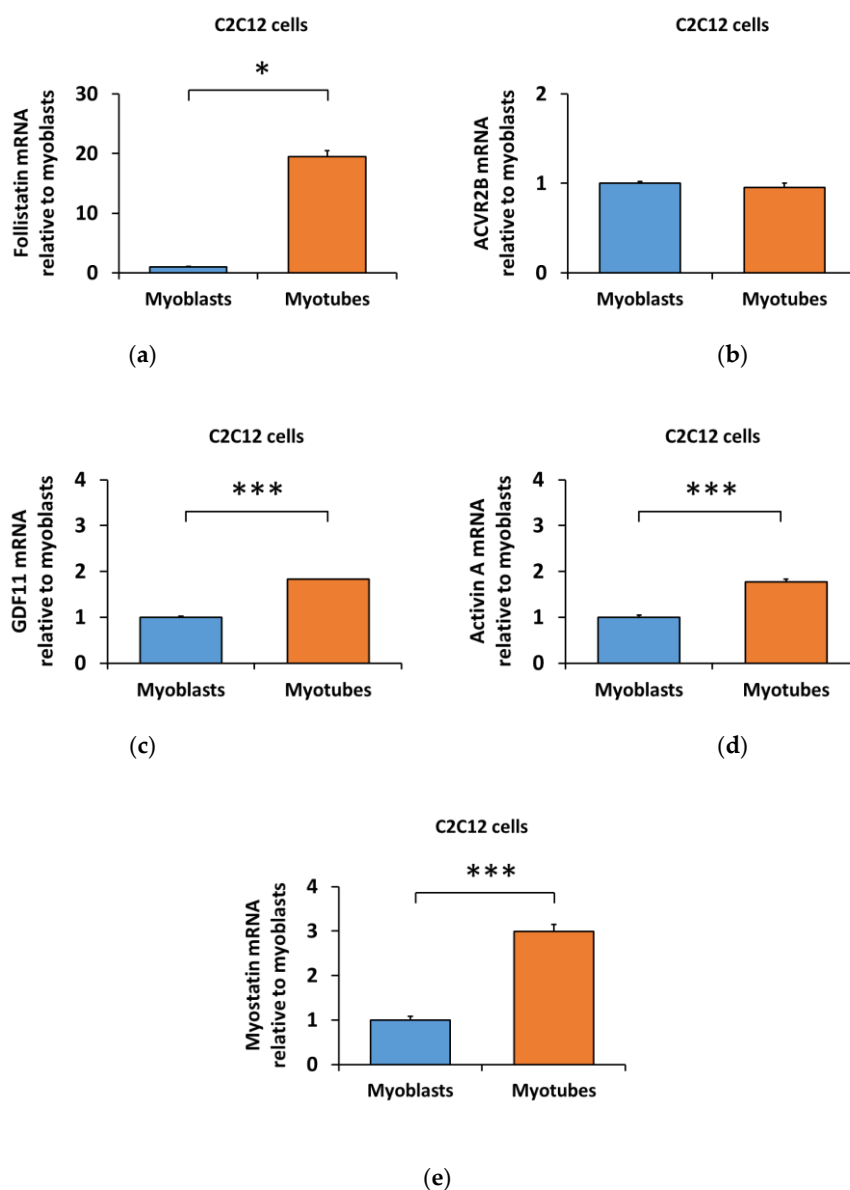 C2C12 cells
Follistatin mRNA
relative to myoblasts
30
20
10
0
*
Myoblasts
Myotubes
(a)
C2C12 cells
ACVR2B mRNA
relative to myoblasts
2
1
0
Myoblasts
Myotubes
(b)
C2C12 cells
GDF11 mRNA
relative to myoblasts
4
3
2
1
0
***
Myoblasts
Myotubes
(c)
C2C12 cells
Activin A mRNA
relative to myoblasts
4
3
2
1
0
***
Myoblasts
Myotubes
(d)
C2C12 cells
Myostatin mRNA
relative to myoblasts
4
3
2
1
0
***
Myoblasts
Myotubes
(e)